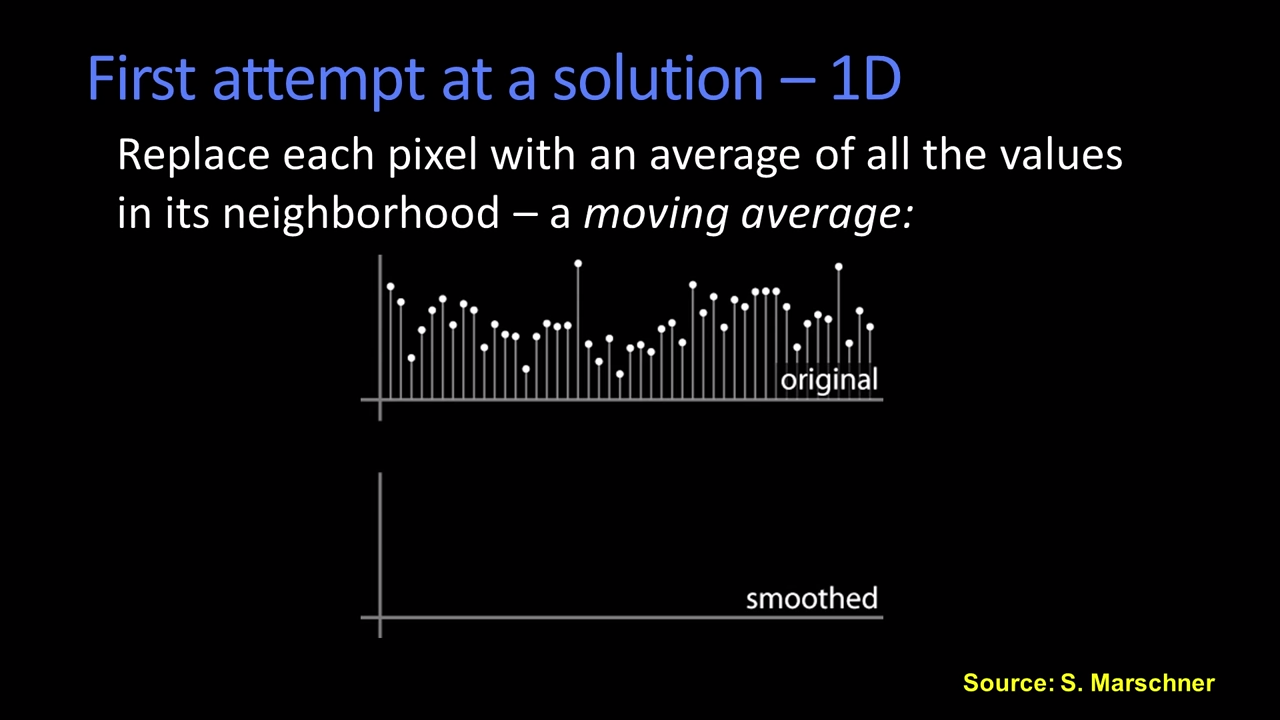 First attempt at a solution – 1D
Replace each pixel with an average of all the values
in its neighborhood – a moving average:
original
smoothed
Source: S. Marschner